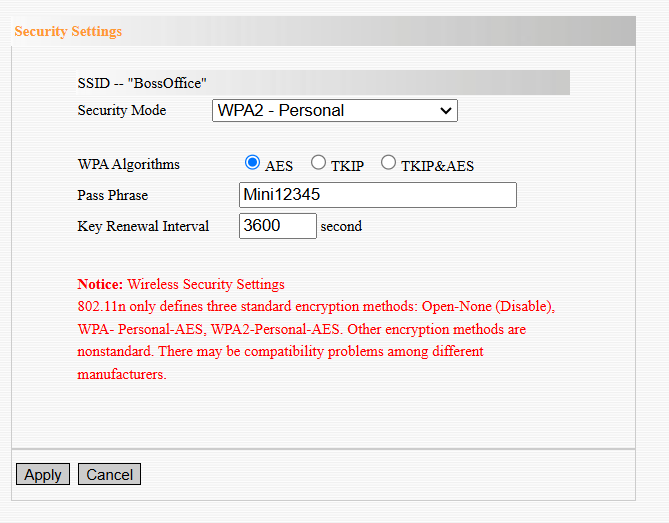 Security Settings
SSID -- "BossOffice"
Security Mode WPA2 - Personal
WPA Algorithms AES TKIP TKIP&AES
Pass Phrase Mini12345
Key Renewal Interval 3600 second
Notice: Wireless Security Settings
802.11n only defines three standard encryption methods: Open-None (Disable),
WPA- Personal-AES, WPA2-Personal-AES. Other encryption methods are
nonstandard. There may be compatibility problems among different
manufacturers.
Apply Cancel